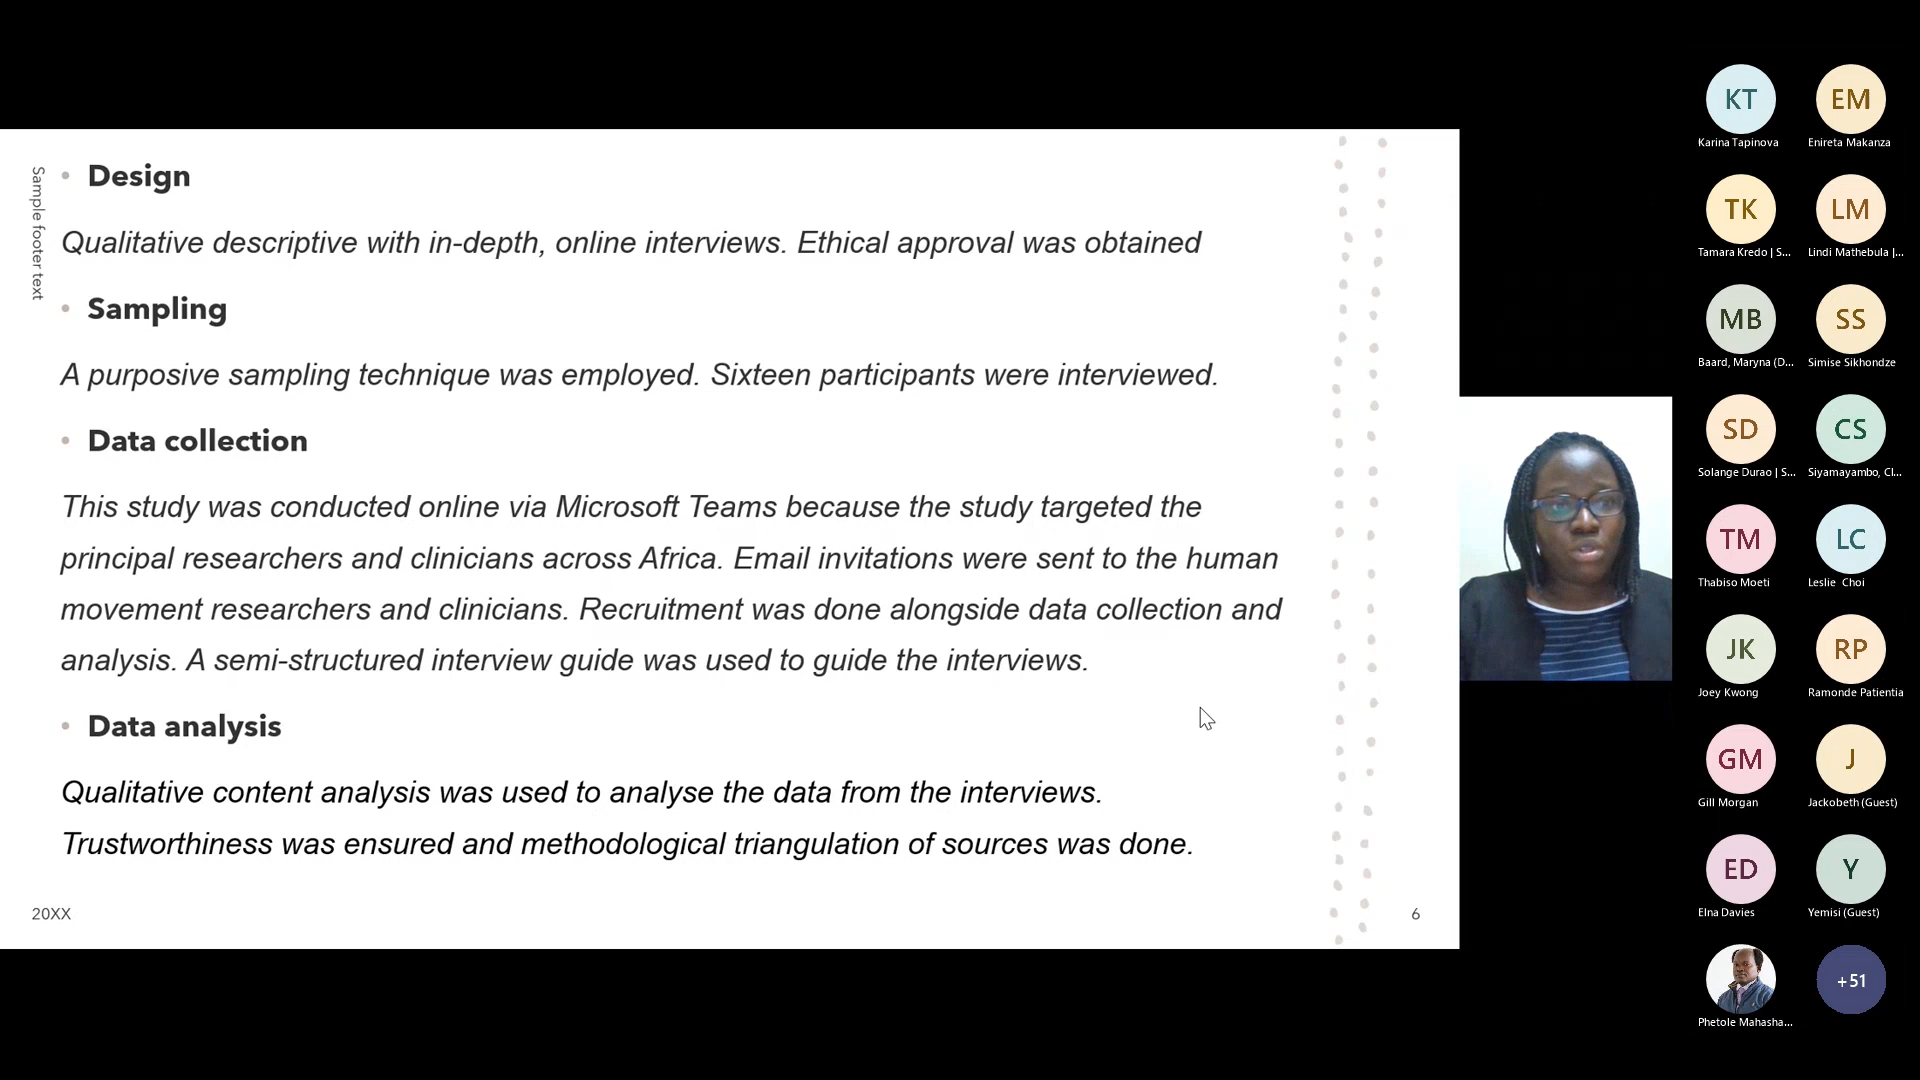 Sample footer text
• Design
Qualitative descriptive with in-depth, online interviews. Ethical approval was obtained
• Sampling
A purposive sampling technique was employed. Sixteen participants were interviewed.
• Data collection
This study was conducted online via Microsoft Teams because the study targeted the
principal researchers and clinicians across Africa. Email invitations were sent to the human
movement researchers and clinicians. Recruitment was done alongside data collection and
analysis. A semi-structured interview guide was used to guide the interviews.
• Data analysis
Qualitative content analysis was used to analyse the data from the interviews.
Trustworthiness was ensured and methodological triangulation of sources was done.
20XX
6
KT
EM
Karina Tapinova
Enireta Makanza
TK
LM
Tamara Kredo | S...
Lindi Mathebula |...
MB
SS
Baard, Maryna (D...
Simise Sikhondze
SD
CS
Solange Durao | S...
Siyamayambo, Cl...
TM
LC
Thabiso Moeti
Leslie Choi
JK
RP
Joey Kwong
Ramonde Patientia
GM
J
Gill Morgan
Jackobeth (Guest)
ED
Y
Elna Davies
Yemisi (Guest)
+51
Phetole Mahasha...